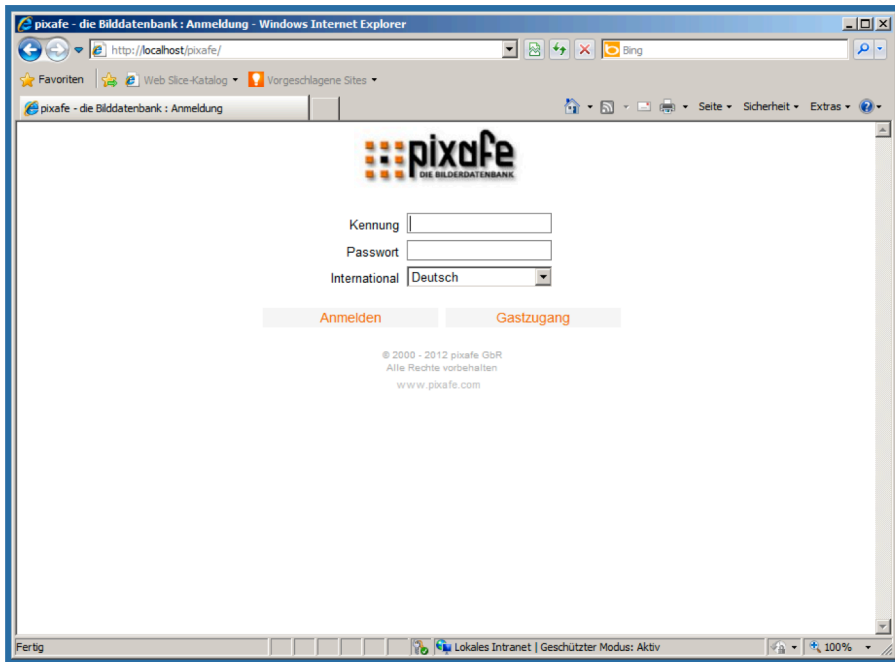 pixafe - die Bilddatenbank : Anmeldung - Windows Internet Explorer
http://localhost/pixafe/
Bing
Favoriten
Web Slice-Katalog
Vorgeschlagene Sites
pixafe - die Bilddatenbank : Anmeldung
Seite
Sicherheit
Extras
pixafe
DIE BILDERDATENBANK
Kennung
Passwort
International
Deutsch
Anmelden
Gastzugang
© 2000 - 2012 pixafe GbR
Alle Rechte vorbehalten
www.pixafe.com
Fertig
Lokales Intranet | Geschützter Modus: Aktiv
100%